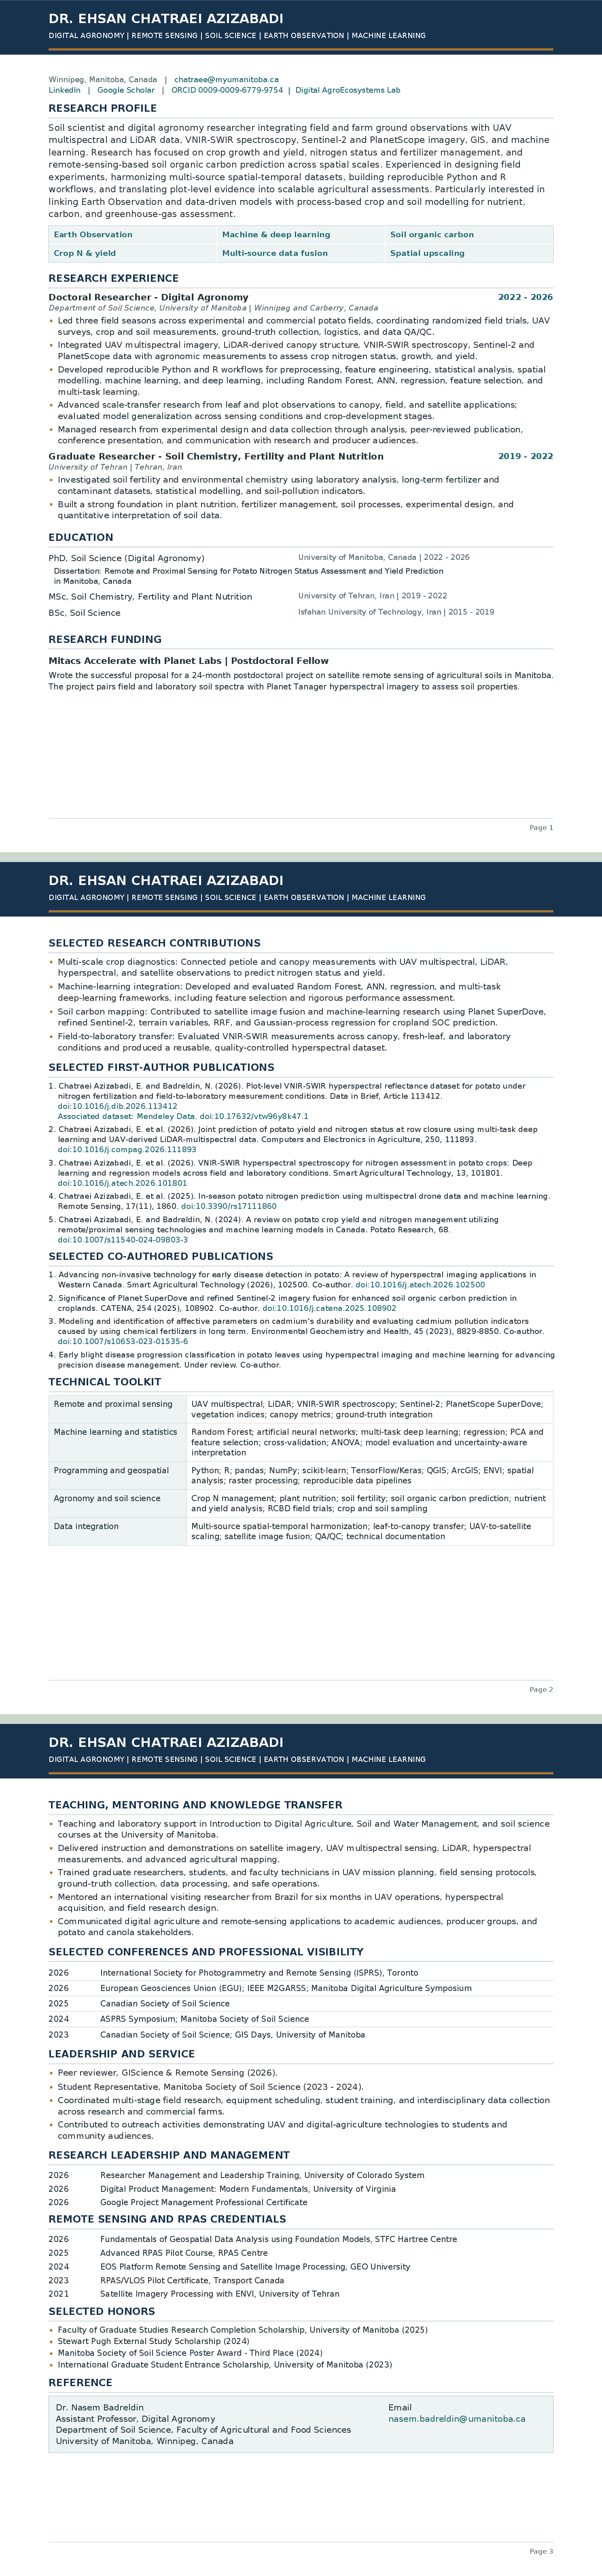 DR. EHSAN CHATRAEI AZIZABADI
DIGITAL AGRONOMY | REMOTE SENSING | SOIL SCIENCE | EARTH OBSERVATION | MACHINE LEARNING
Winnipeg, Manitoba, Canada | chatraee@myumanitoba.ca
LinkedIn | Google Scholar | ORCID 0009-0009-6779-9754 | Digital AgroEcosystems Lab
RESEARCH PROFILE
Soil scientist and digital agronomy researcher integrating field and farm ground observations with UAV
multispectral and LiDAR data, VNIR-SWIR spectroscopy, Sentinel-2 and PlanetScope imagery, GIS, and machine
learning. Research has focused on crop growth and yield, nitrogen status and fertilizer management, and
remote-sensing-based soil organic carbon prediction across spatial scales. Experienced in designing field
experiments, harmonizing multi-source spatial-temporal datasets, building reproducible Python and R
workflows, and translating plot-level evidence into scalable agricultural assessments. Particularly interested in
linking Earth Observation and data-driven models with process-based crop and soil modelling for nutrient,
carbon, and greenhouse-gas assessment.
Earth Observation Machine & deep learning Soil organic carbon
Crop N & yield Multi-source data fusion Spatial upscaling
RESEARCH EXPERIENCE
Doctoral Researcher - Digital Agronomy 2022 - 2026
Department of Soil Science, University of Manitoba | Winnipeg and Carberry, Canada
• Led three field seasons across experimental and commercial potato fields, coordinating randomized field trials, UAV
surveys, crop and soil measurements, ground-truth collection, logistics, and data QA/QC.
• Integrated UAV multispectral imagery, LiDAR-derived canopy structure, VNIR-SWIR spectroscopy, Sentinel-2 and
PlanetScope data with agronomic measurements to assess crop nitrogen status, growth, and yield.
• Developed reproducible Python and R workflows for preprocessing, feature engineering, statistical analysis, spatial
modelling, machine learning, and deep learning, including Random Forest, ANN, regression, feature selection, and
multi-task learning.
• Advanced scale-transfer research from leaf and plot observations to canopy, field, and satellite applications;
evaluated model generalization across sensing conditions and crop-development stages.
• Managed research from experimental design and data collection through analysis, peer-reviewed publication,
conference presentation, and communication with research and producer audiences.
Graduate Researcher - Soil Chemistry, Fertility and Plant Nutrition 2019 - 2022
University of Tehran | Tehran, Iran
• Investigated soil fertility and environmental chemistry using laboratory analysis, long-term fertilizer and
contaminant datasets, statistical modelling, and soil-pollution indicators.
• Built a strong foundation in plant nutrition, fertilizer management, soil processes, experimental design, and
quantitative interpretation of soil data.
EDUCATION
PhD, Soil Science (Digital Agronomy) University of Manitoba, Canada | 2022 - 2026
Dissertation: Remote and Proximal Sensing for Potato Nitrogen Status Assessment and Yield Prediction
in Manitoba, Canada
MSc, Soil Chemistry, Fertility and Plant Nutrition University of Tehran, Iran | 2019 - 2022
BSc, Soil Science Isfahan University of Technology, Iran | 2015 - 2019
RESEARCH FUNDING
Mitacs Accelerate with Planet Labs | Postdoctoral Fellow
Wrote the successful proposal for a 24-month postdoctoral project on satellite remote sensing of agricultural soils in Manitoba.
The project pairs field and laboratory soil spectra with Planet Tanager hyperspectral imagery to assess soil properties.
Page 1
DR. EHSAN CHATRAEI AZIZABADI
DIGITAL AGRONOMY | REMOTE SENSING | SOIL SCIENCE | EARTH OBSERVATION | MACHINE LEARNING
SELECTED RESEARCH CONTRIBUTIONS
• Multi-scale crop diagnostics: Connected petiole and canopy measurements with UAV multispectral, LiDAR,
hyperspectral, and satellite observations to predict nitrogen status and yield.
• Machine-learning integration: Developed and evaluated Random Forest, ANN, regression, and multi-task
deep-learning frameworks, including feature selection and rigorous performance assessment.
• Soil carbon mapping: Contributed to satellite image fusion and machine-learning research using Planet SuperDove,
refined Sentinel-2, terrain variables, RRF, and Gaussian-process regression for cropland SOC prediction.
• Field-to-laboratory transfer: Evaluated VNIR-SWIR measurements across canopy, fresh-leaf, and laboratory
conditions and produced a reusable, quality-controlled hyperspectral dataset.
SELECTED FIRST-AUTHOR PUBLICATIONS
1. Chatraei Azizabadi, E. and Badreldin, N. (2026). Plot-level VNIR-SWIR hyperspectral reflectance dataset for potato under
nitrogen fertilization and field-to-laboratory measurement conditions. Data in Brief, Article 113412.
doi:10.1016/j.dib.2026.113412
Associated dataset: Mendeley Data. doi:10.17632/vtw96y8k47.1
2. Chatraei Azizabadi, E. et al. (2026). Joint prediction of potato yield and nitrogen status at row closure using multi-task deep
learning and UAV-derived LiDAR-multispectral data. Computers and Electronics in Agriculture, 250, 111893.
doi:10.1016/j.compag.2026.111893
3. Chatraei Azizabadi, E. et al. (2026). VNIR-SWIR hyperspectral spectroscopy for nitrogen assessment in potato crops: Deep
learning and regression models across field and laboratory conditions. Smart Agricultural Technology, 13, 101801.
doi:10.1016/j.atech.2026.101801
4. Chatraei Azizabadi, E. et al. (2025). In-season potato nitrogen prediction using multispectral drone data and machine learning.
Remote Sensing, 17(11), 1860. doi:10.3390/rs17111860
5. Chatraei Azizabadi, E. and Badreldin, N. (2024). A review on potato crop yield and nitrogen management utilizing
remote/proximal sensing technologies and machine learning models in Canada. Potato Research, 68.
doi:10.1007/s11540-024-09803-3
SELECTED CO-AUTHORED PUBLICATIONS
1. Advancing non-invasive technology for early disease detection in potato: A review of hyperspectral imaging applications in
Western Canada. Smart Agricultural Technology (2026), 102500. Co-author. doi:10.1016/j.atech.2026.102500
2. Significance of Planet SuperDove and refined Sentinel-2 imagery fusion for enhanced soil organic carbon prediction in
croplands. CATENA, 254 (2025), 108902. Co-author. doi:10.1016/j.catena.2025.108902
3. Modeling and identification of affective parameters on cadmium's durability and evaluating cadmium pollution indicators
caused by using chemical fertilizers in long term. Environmental Geochemistry and Health, 45 (2023), 8829-8850. Co-author.
doi:10.1007/s10653-023-01535-6
4. Early blight disease progression classification in potato leaves using hyperspectral imaging and machine learning for advancing
precision disease management. Under review. Co-author.
TECHNICAL TOOLKIT
Remote and proximal sensing UAV multispectral; LiDAR; VNIR-SWIR spectroscopy; Sentinel-2; PlanetScope SuperDove;
vegetation indices; canopy metrics; ground-truth integration
Machine learning and statistics Random Forest; artificial neural networks; multi-task deep learning; regression; PCA and
feature selection; cross-validation; ANOVA; model evaluation and uncertainty-aware
interpretation
Programming and geospatial Python; R; pandas; NumPy; scikit-learn; TensorFlow/Keras; QGIS; ArcGIS; ENVI; spatial
analysis; raster processing; reproducible data pipelines
Agronomy and soil science Crop N management; plant nutrition; soil fertility; soil organic carbon prediction; nutrient
and yield analysis; RCBD field trials; crop and soil sampling
Data integration Multi-source spatial-temporal harmonization; leaf-to-canopy transfer; UAV-to-satellite
scaling; satellite image fusion; QA/QC; technical documentation
Page 2
DR. EHSAN CHATRAEI AZIZABADI
DIGITAL AGRONOMY | REMOTE SENSING | SOIL SCIENCE | EARTH OBSERVATION | MACHINE LEARNING
TEACHING, MENTORING AND KNOWLEDGE TRANSFER
• Teaching and laboratory support in Introduction to Digital Agriculture, Soil and Water Management, and soil science
courses at the University of Manitoba.
• Delivered instruction and demonstrations on satellite imagery, UAV multispectral sensing, LiDAR, hyperspectral
measurements, and advanced agricultural mapping.
• Trained graduate researchers, students, and faculty technicians in UAV mission planning, field sensing protocols,
ground-truth collection, data processing, and safe operations.
• Mentored an international visiting researcher from Brazil for six months in UAV operations, hyperspectral
acquisition, and field research design.
• Communicated digital agriculture and remote-sensing applications to academic audiences, producer groups, and
potato and canola stakeholders.
SELECTED CONFERENCES AND PROFESSIONAL VISIBILITY
2026 International Society for Photogrammetry and Remote Sensing (ISPRS), Toronto
2026 European Geosciences Union (EGU); IEEE M2GARSS; Manitoba Digital Agriculture Symposium
2025 Canadian Society of Soil Science
2024 ASPRS Symposium; Manitoba Society of Soil Science
2023 Canadian Society of Soil Science; GIS Days, University of Manitoba
LEADERSHIP AND SERVICE
• Peer reviewer, GIScience & Remote Sensing (2026).
• Student Representative, Manitoba Society of Soil Science (2023 - 2024).
• Coordinated multi-stage field research, equipment scheduling, student training, and interdisciplinary data collection
across research and commercial farms.
• Contributed to outreach activities demonstrating UAV and digital-agriculture technologies to students and
community audiences.
RESEARCH LEADERSHIP AND MANAGEMENT
2026 Researcher Management and Leadership Training, University of Colorado System
2026 Digital Product Management: Modern Fundamentals, University of Virginia
2026 Google Project Management Professional Certificate
REMOTE SENSING AND RPAS CREDENTIALS
2026 Fundamentals of Geospatial Data Analysis using Foundation Models, STFC Hartree Centre
2025 Advanced RPAS Pilot Course, RPAS Centre
2024 EOS Platform Remote Sensing and Satellite Image Processing, GEO University
2023 RPAS/VLOS Pilot Certificate, Transport Canada
2021 Satellite Imagery Processing with ENVI, University of Tehran
SELECTED HONORS
• Faculty of Graduate Studies Research Completion Scholarship, University of Manitoba (2025)
• Stewart Pugh External Study Scholarship (2024)
• Manitoba Society of Soil Science Poster Award - Third Place (2024)
• International Graduate Student Entrance Scholarship, University of Manitoba (2023)
REFERENCE
Dr. Nasem Badreldin Email
Assistant Professor, Digital Agronomy nasem.badreldin@umanitoba.ca
Department of Soil Science, Faculty of Agricultural and Food Sciences
University of Manitoba, Winnipeg, Canada
Page 3